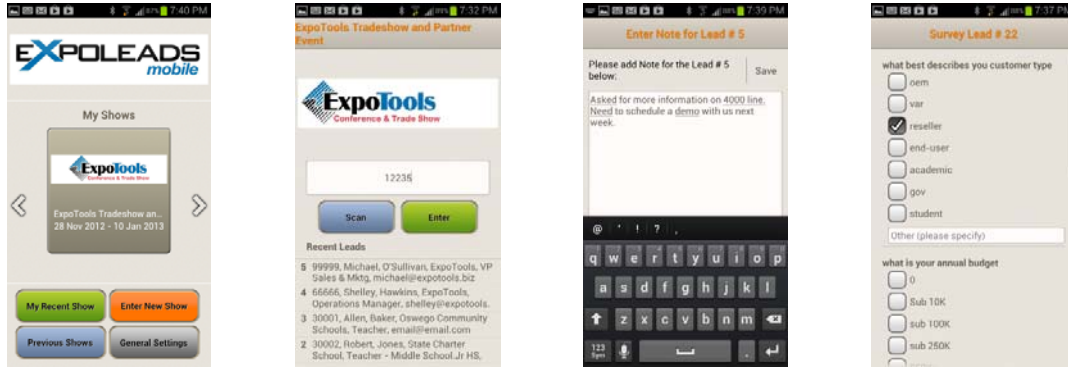 7:40 PM
EXPOLEADS
mobile
My Shows
ExpoTools
Conference & Trade Show
ExpoTools Tradeshow an..
28 Nov 2012 - 10 Jan 2013
My Recent Show
Enter New Show
Previous Shows
General Settings
7:32 PM
ExpoTools Tradeshow and Partner
Event
ExpoTools
Conference & Trade Show
12235
Scan
Enter
Recent Leads
5 99999, Michael, O'Sullivan, ExpoTools, VP
Sales & Mktg, michael@expotools.biz
4 66666, Shelley, Hawkins, ExpoTools,
Operations Manager, shelley@expotools.
3 30001, Allen, Baker, Oswego Community
Schools, Teacher, email@email.com
2 30002, Robert, Jones, State Charter
School, Teacher - Middle School.Jr HS,
7:39 PM
Enter Note for Lead # 5
Please add Note for the Lead # 5
below:
Save
Asked for more information on 4000 line.
Need to schedule a demo with us next
week.
@ ' ! ? ,
q w e r t y u i o p
a s d f g h j k l
z x c v b n m
123
Sym
.
7:37 PM
Survey Lead # 22
what best describes you customer type
oem
var
reseller
end-user
academic
gov
student
Other (please specify)
what is your annual budget
0
Sub 10K
sub 100K
sub 250K